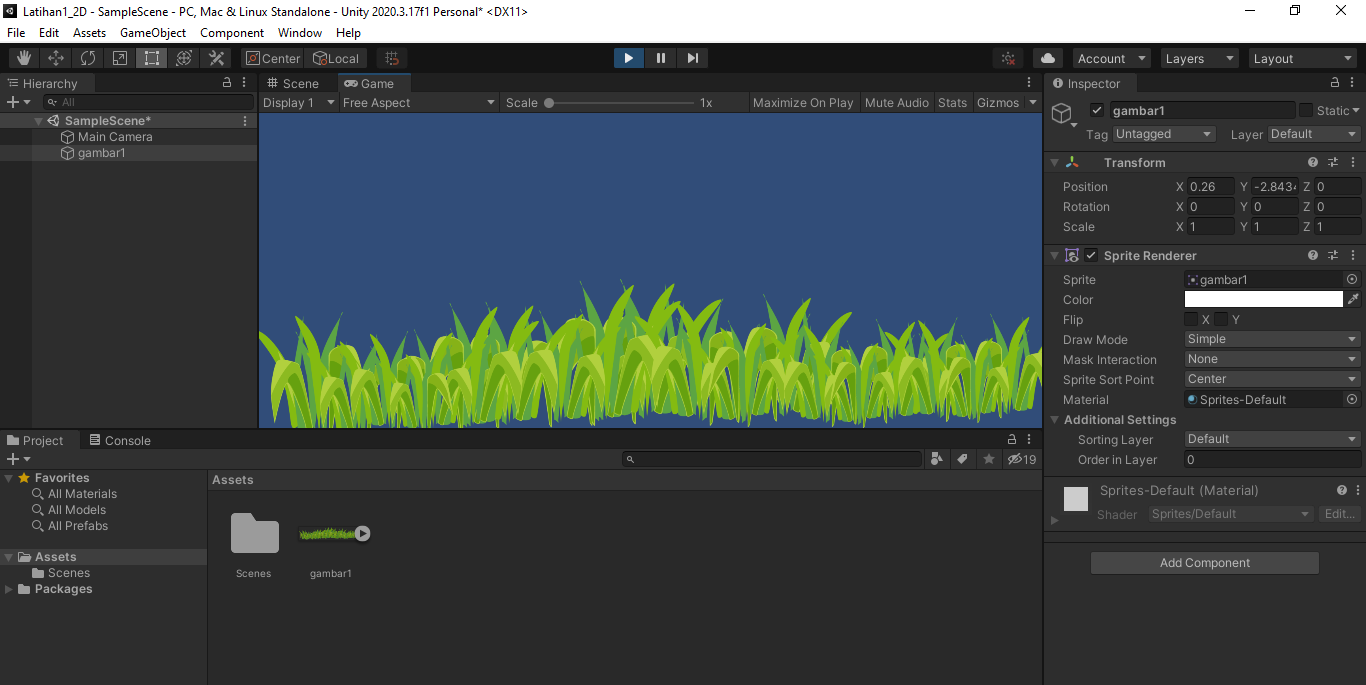 Latihan1_2D - SampleScene - PC, Mac & Linux Standalone - Unity 2020.3.17f1 Personal* <DX11>
File Edit Assets GameObject Component Window Help
Center Local Account Layers Layout
Hierarchy
All
SampleScene*
Main Camera
gambar1
Scene Game
Display 1 Free Aspect Scale 1x Maximize On Play Mute Audio Stats Gizmos
Inspector
gambar1 Static
Tag Untagged Layer Default
Transform
Position X 0.26 Y -2.8434 Z 0
Rotation X 0 Y 0 Z 0
Scale X 1 Y 1 Z 1
Sprite Renderer
Sprite gambar1
Color
Flip X Y
Draw Mode Simple
Mask Interaction None
Sprite Sort Point Center
Material Sprites-Default
Additional Settings
Sorting Layer Default
Order in Layer 0
Sprites-Default (Material)
Shader Sprites/Default Edit...
Add Component
Project Console
19
Favorites
All Materials
All Models
All Prefabs
Assets
Scenes
Packages
Assets
Scenes gambar1